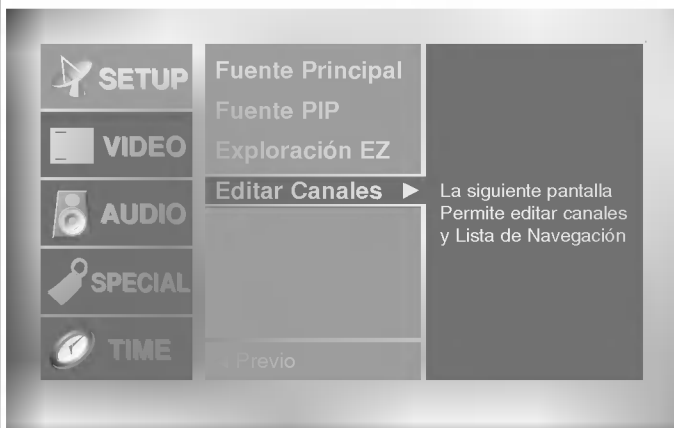 SETUP
VIDEO
AUDIO
SPECIAL
TIME
Fuente Principal
Fuente PIP
Exploración EZ
Editar Canales
Previo
La siguiente pantalla
Permite editar canales
y Lista de Navegación